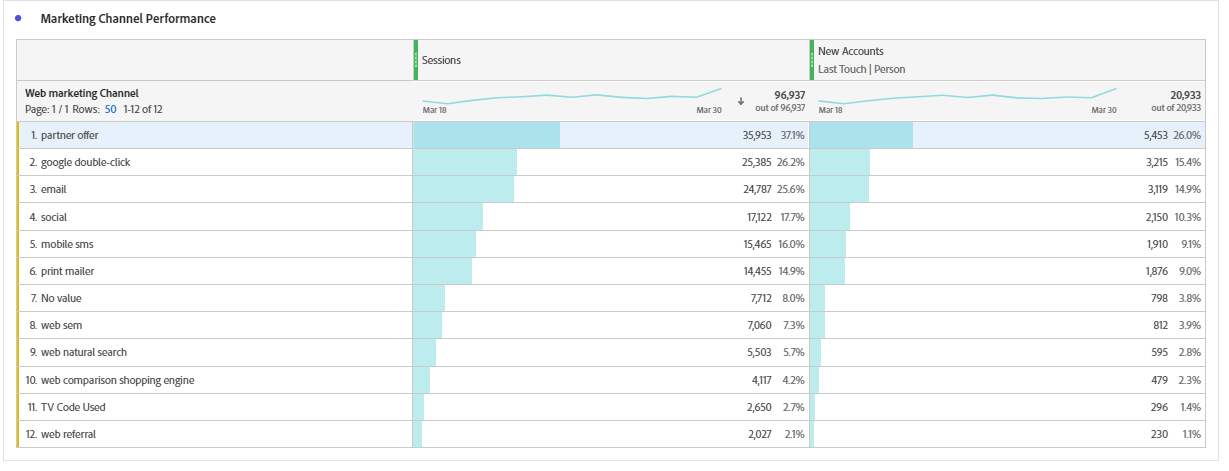 Marketing Channel Performance
Sessions
New Accounts
Last Touch | Person
Web marketing Channel
Page: 1 / 1 Rows: 50 1-12 of 12
Mar 18
Mar 30
↓ 96,937
out of 96,937
Mar 18
Mar 30
20,933
out of 20,933
1. partner offer 35,953 37.1% 5,453 26.0%
2. google double-click 25,385 26.2% 3,215 15.4%
3. email 24,787 25.6% 3,119 14.9%
4. social 17,122 17.7% 2,150 10.3%
5. mobile sms 15,465 16.0% 1,910 9.1%
6. print mailer 14,455 14.9% 1,876 9.0%
7. No value 7,712 8.0% 798 3.8%
8. web sem 7,060 7.3% 812 3.9%
9. web natural search 5,503 5.7% 595 2.8%
10. web comparison shopping engine 4,117 4.2% 479 2.3%
11. TV Code Used 2,650 2.7% 296 1.4%
12. web referral 2,027 2.1% 230 1.1%